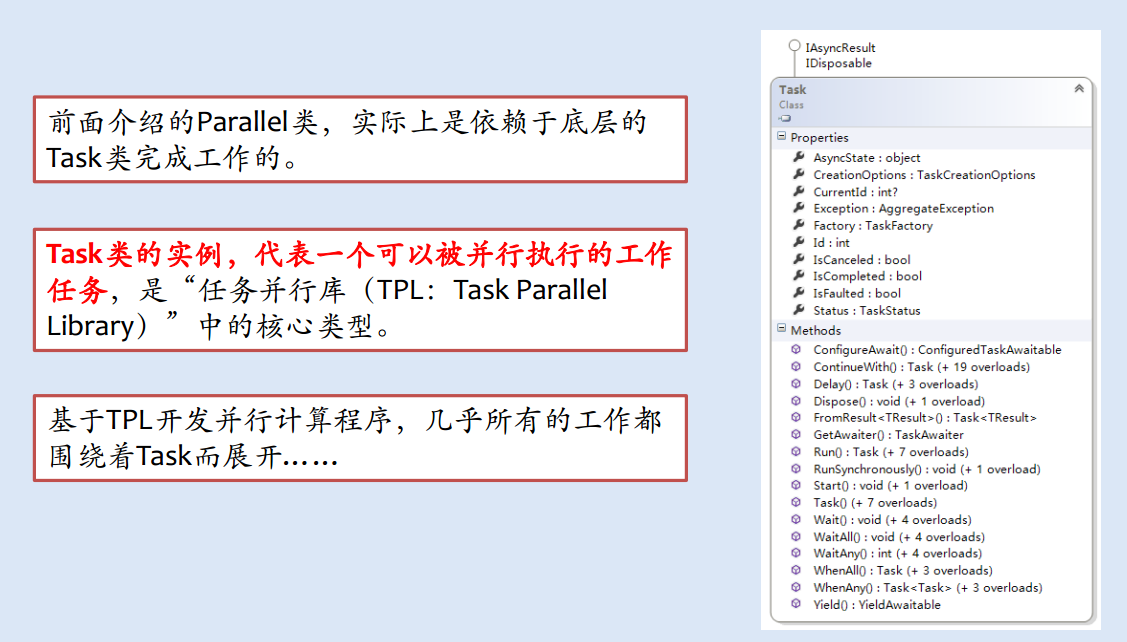 前面介绍的Parallel类，实际上是依赖于底层的
Task类完成工作的。
Task类的实例，代表一个可以被并行执行的工作
任务，是“任务并行库（TPL：Task Parallel
Library）”中的核心类型。
基于TPL开发并行计算程序，几乎所有的工作都
围绕着Task而展开……
IAsyncResult
IDisposable
Task
Class
Properties
AsyncState : object
CreationOptions : TaskCreationOptions
CurrentId : int?
Exception : AggregateException
Factory : TaskFactory
Id : int
IsCanceled : bool
IsCompleted : bool
IsFaulted : bool
Status : TaskStatus
Methods
ConfigureAwait() : ConfiguredTaskAwaitable
ContinueWith() : Task (+ 19 overloads)
Delay() : Task (+ 3 overloads)
Dispose() : void (+ 1 overload)
FromResult<TResult>() : Task<TResult>
GetAwaiter() : TaskAwaiter
Run() : Task (+ 7 overloads)
RunSynchronously() : void (+ 1 overload)
Start() : void (+ 1 overload)
Task() (+ 7 overloads)
Wait() : void (+ 4 overloads)
WaitAll() : void (+ 4 overloads)
WaitAny() : int (+ 4 overloads)
WhenAll() : Task (+ 3 overloads)
WhenAny() : Task<Task> (+ 3 overloads)
Yield() : YieldAwaitable